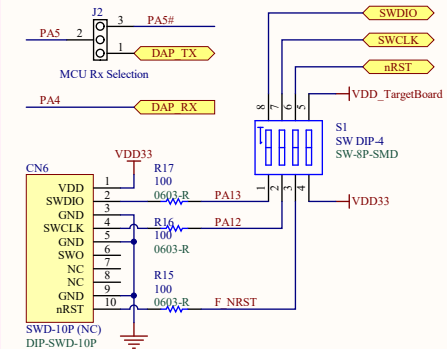 J2
3
PA5#
PA5
2
1
DAP_TX
MCU Rx Selection
PA4
DAP_RX
SWDIO
SWCLK
nRST
VDD_TargetBoard
8
7
6
5
S1
SW DIP-4
SW-8P-SMD
1
2
3
4
VDD33
CN6
VDD33
VDD
1
SWDIO
2
GND
3
SWCLK
4
GND
5
SWO
6
NC
7
NC
8
GND
9
nRST
10
R17
100
0603-R
PA13
R16
100
0603-R
PA12
R15
100
0603-R
F_NRST
SWD-10P (NC)
DIP-SWD-10P